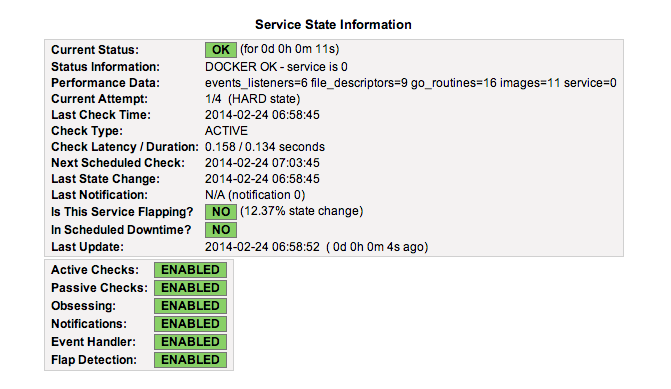 Service State Information
Current Status: OK (for 0d 0h 0m 11s)
Status Information: DOCKER OK - service is 0
Performance Data: events_listeners=6 file_descriptors=9 go_routines=16 images=11 service=0
Current Attempt: 1/4 (HARD state)
Last Check Time: 2014-02-24 06:58:45
Check Type: ACTIVE
Check Latency / Duration: 0.158 / 0.134 seconds
Next Scheduled Check: 2014-02-24 07:03:45
Last State Change: 2014-02-24 06:58:45
Last Notification: N/A (notification 0)
Is This Service Flapping? NO (12.37% state change)
In Scheduled Downtime? NO
Last Update: 2014-02-24 06:58:52 ( 0d 0h 0m 4s ago)
Active Checks: ENABLED
Passive Checks: ENABLED
Obsessing: ENABLED
Notifications: ENABLED
Event Handler: ENABLED
Flap Detection: ENABLED